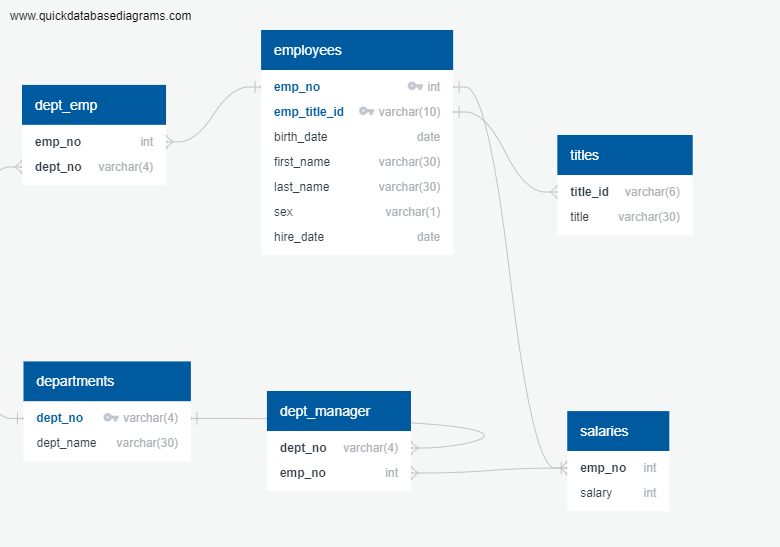 www.quickdatabasediagrams.com
employees
emp_no int
emp_title_id varchar(10)
birth_date date
first_name varchar(30)
last_name varchar(30)
sex varchar(1)
hire_date date
dept_emp
emp_no int
dept_no varchar(4)
titles
title_id varchar(6)
title varchar(30)
departments
dept_no varchar(4)
dept_name varchar(30)
dept_manager
dept_no varchar(4)
emp_no int
salaries
emp_no int
salary int